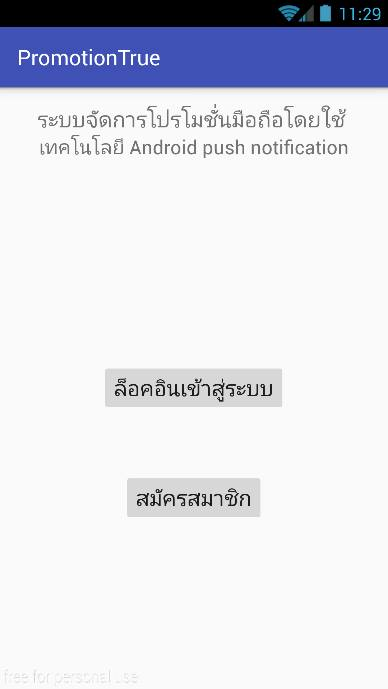 11:29
PromotionTrue
ระบบจัดการโปรโมชั่นมือถือโดยใช้
เทคโนโลยี Android push notification
ล็อคอินเข้าสู่ระบบ
สมัครสมาชิก
free for personal use